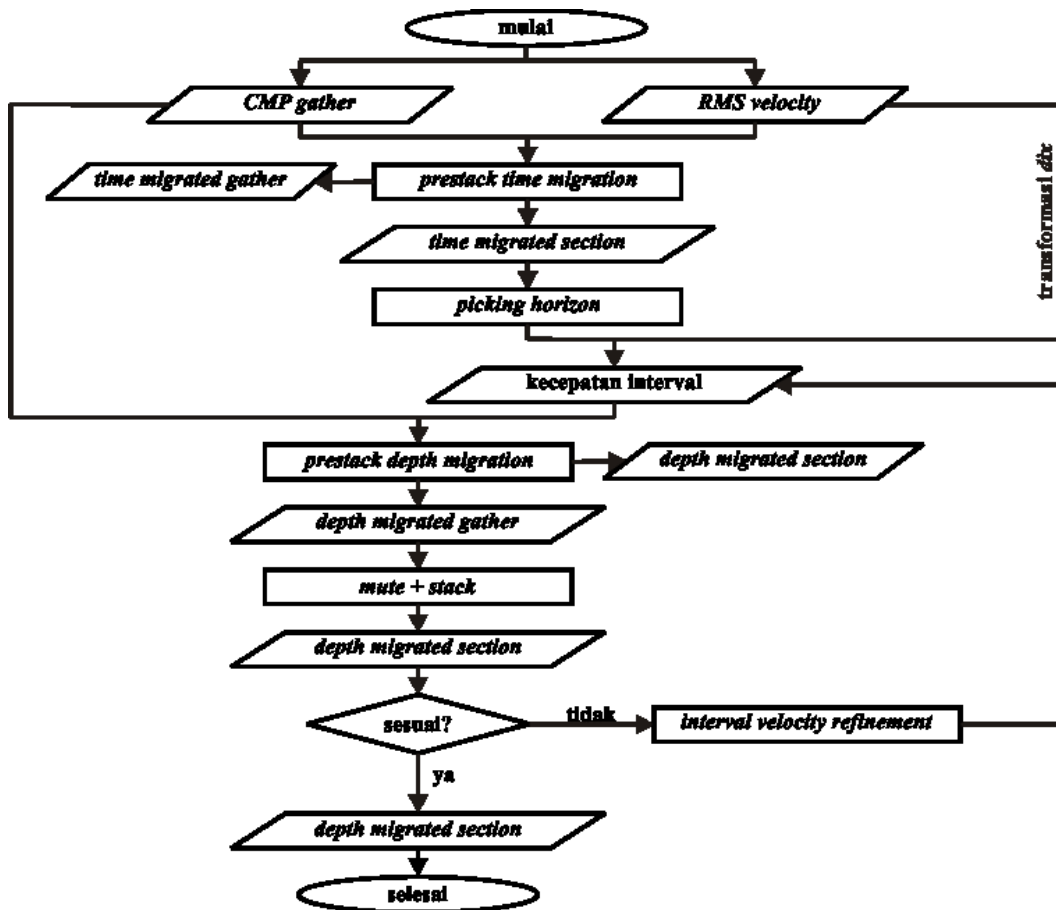 mulai
CMP gather
RMS velocity
time migrated gather
prestack time migration
time migrated section
transformasi dix
picking horizon
kecepatan interval
prestack depth migration
depth migrated section
depth migrated gather
mute + stack
depth migrated section
sesuai?
tidak
interval velocity refinement
ya
depth migrated section
selesai